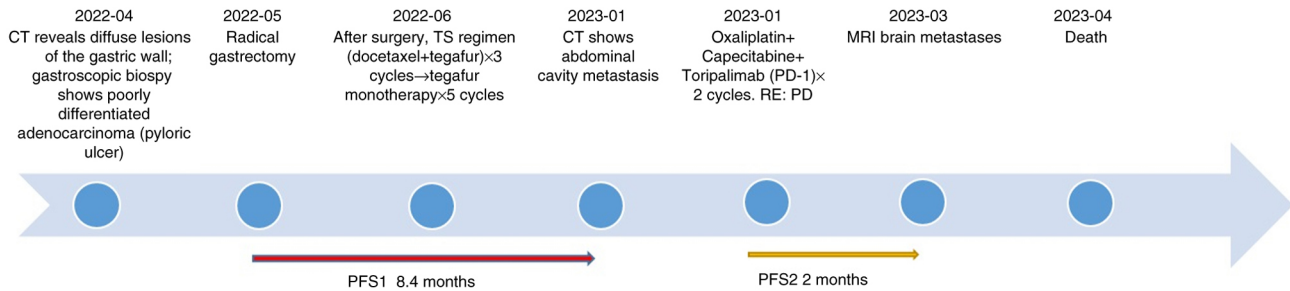 2022-04
CT reveals diffuse lesions
of the gastric wall;
gastroscopic biospy
shows poorly
differentiated
adenocarcinoma (pyloric
ulcer)
2022-05
Radical
gastrectomy
2022-06
After surgery, TS regimen
(docetaxel+tegafur)×3
cycles→tegafur
monotherapy×5 cycles
2023-01
CT shows
abdominal
cavity metastasis
2023-01
Oxaliplatin+
Capecitabine+
Toripalimab (PD-1)×
2 cycles. RE: PD
2023-03
MRI brain metastases
2023-04
Death
PFS1 8.4 months
PFS2 2 months